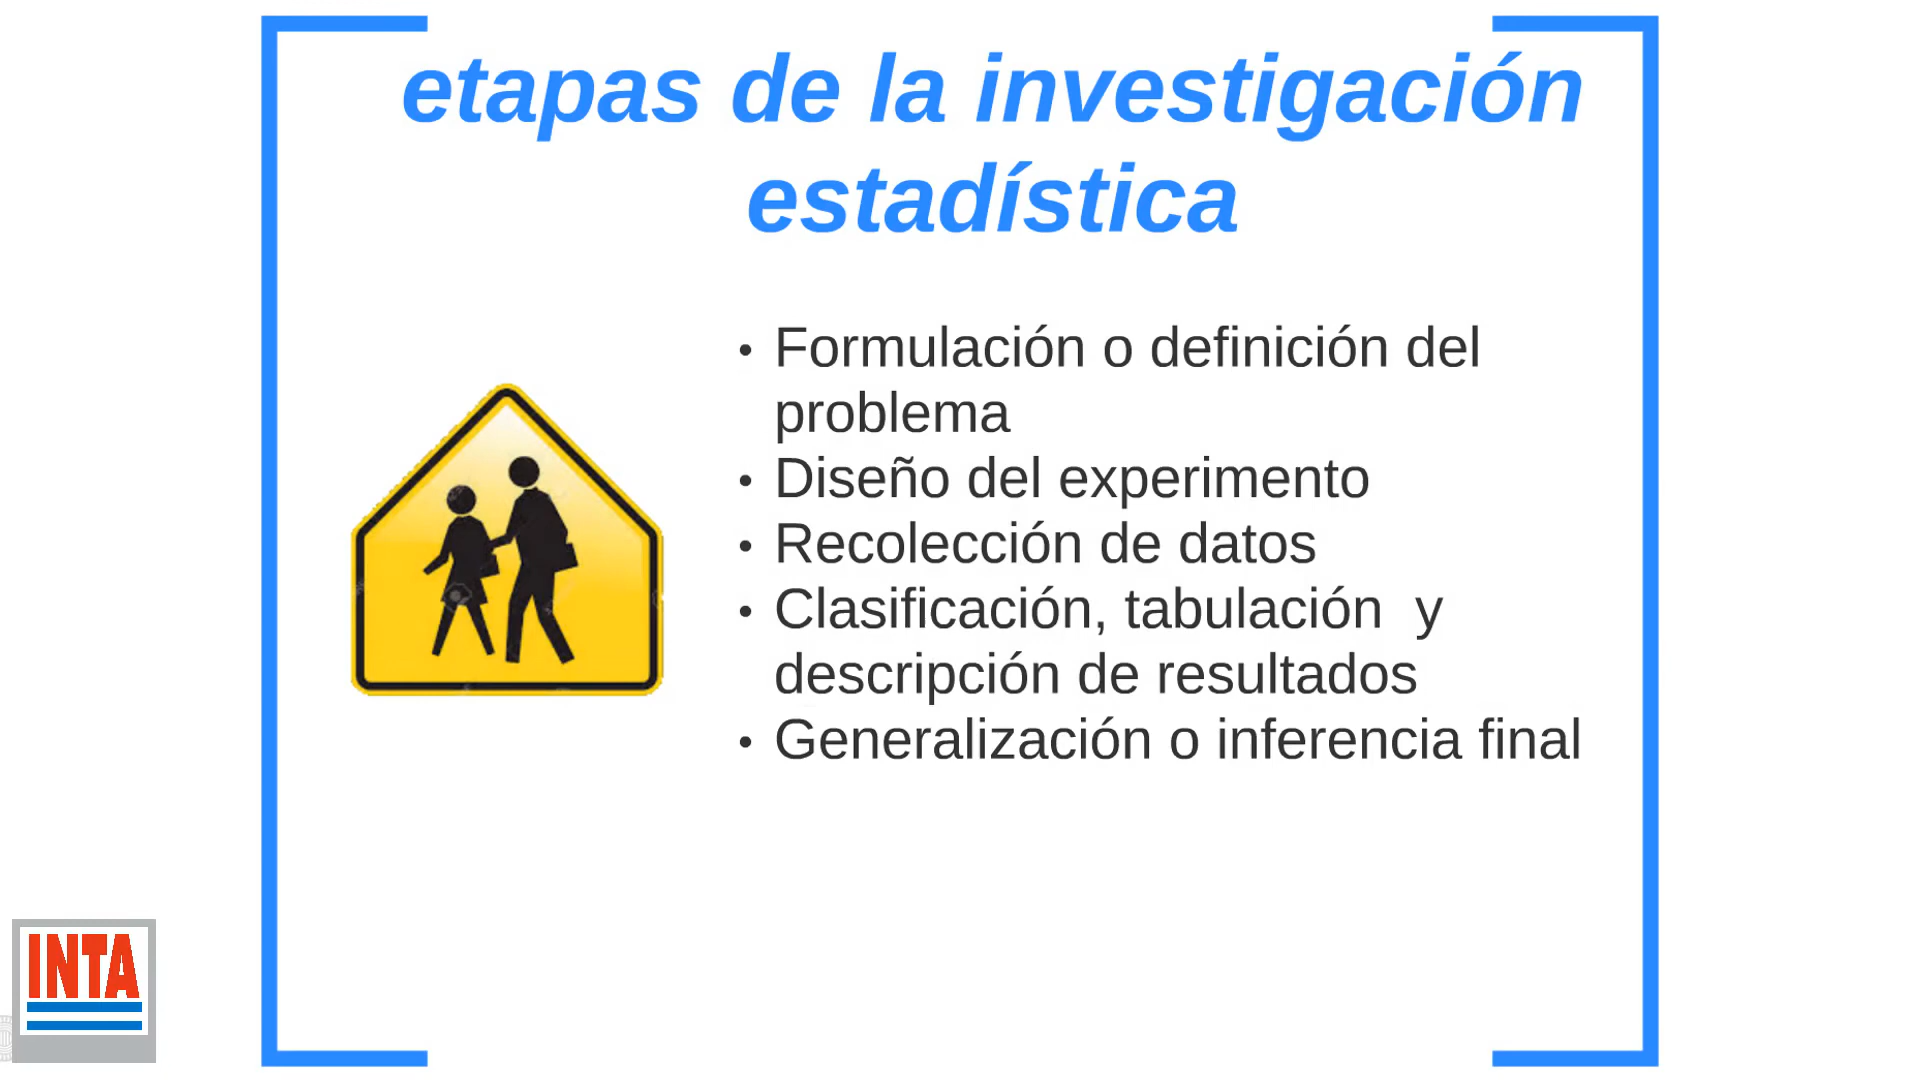 etapas de la investigación
estadística
• Formulación o definición del
problema
• Diseño del experimento
• Recolección de datos
• Clasificación, tabulación  y
descripción de resultados
• Generalización o inferencia final
INTA